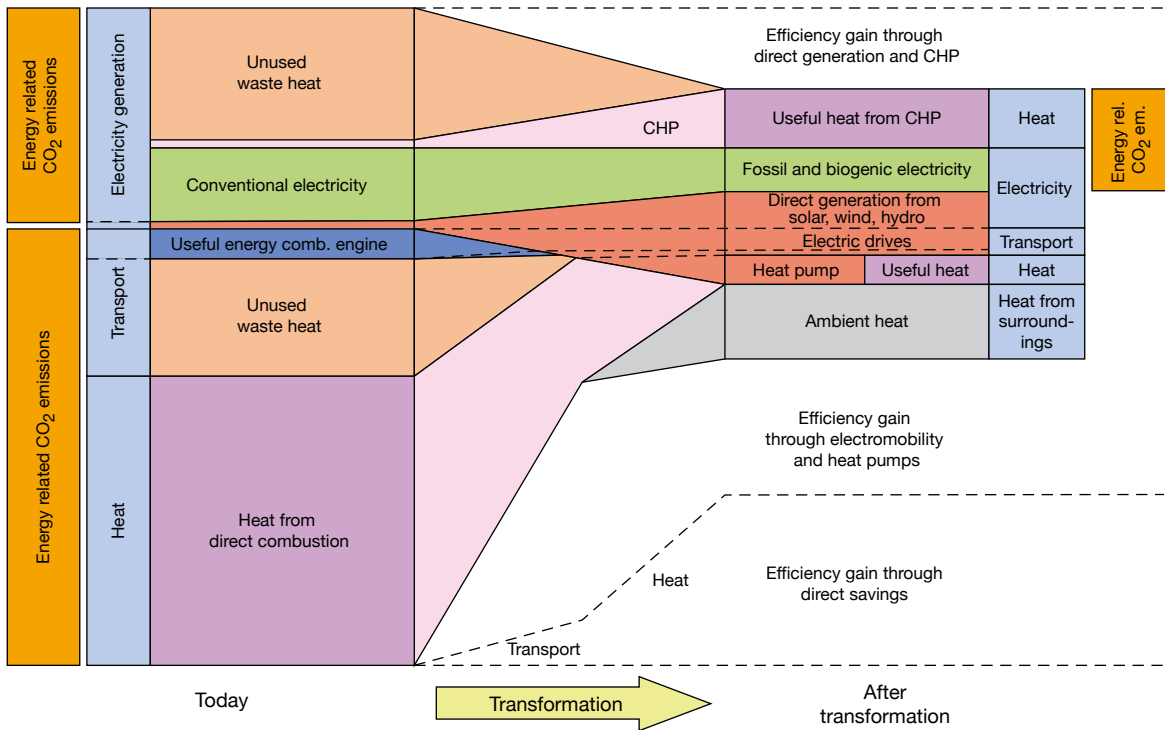 Energy related
CO2 emissions
Electricity generation
Unused
waste heat
Conventional electricity
Energy related CO2 emissions
Transport
Useful energy comb. engine
Unused
waste heat
Heat
Heat from
direct combustion
CHP
Efficiency gain through
direct generation and CHP
Useful heat from CHP
Heat
Energy rel.
CO2 em.
Fossil and biogenic electricity
Electricity
Direct generation from
solar, wind, hydro
Electric drives
Transport
Heat pump
Useful heat
Heat
Ambient heat
Heat from
surround-
ings
Efficiency gain
through electromobility
and heat pumps
Heat
Efficiency gain through
direct savings
Transport
Today
Transformation
After
transformation